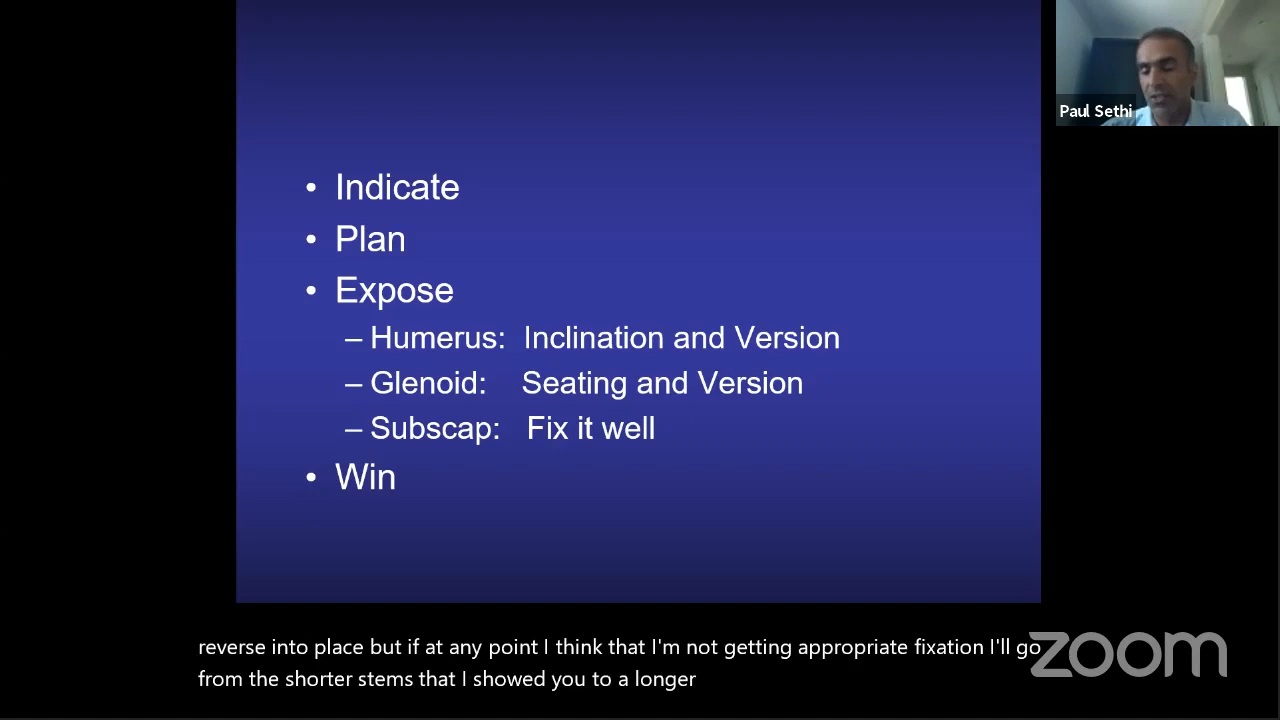 Paul Sethi
• Indicate
• Plan
• Expose
– Humerus: Inclination and Version
– Glenoid: Seating and Version
– Subscap: Fix it well
• Win
reverse into place but if at any point I think that I'm not getting appropriate fixation I'll go
from the shorter stems that I showed you to a longer
zoom